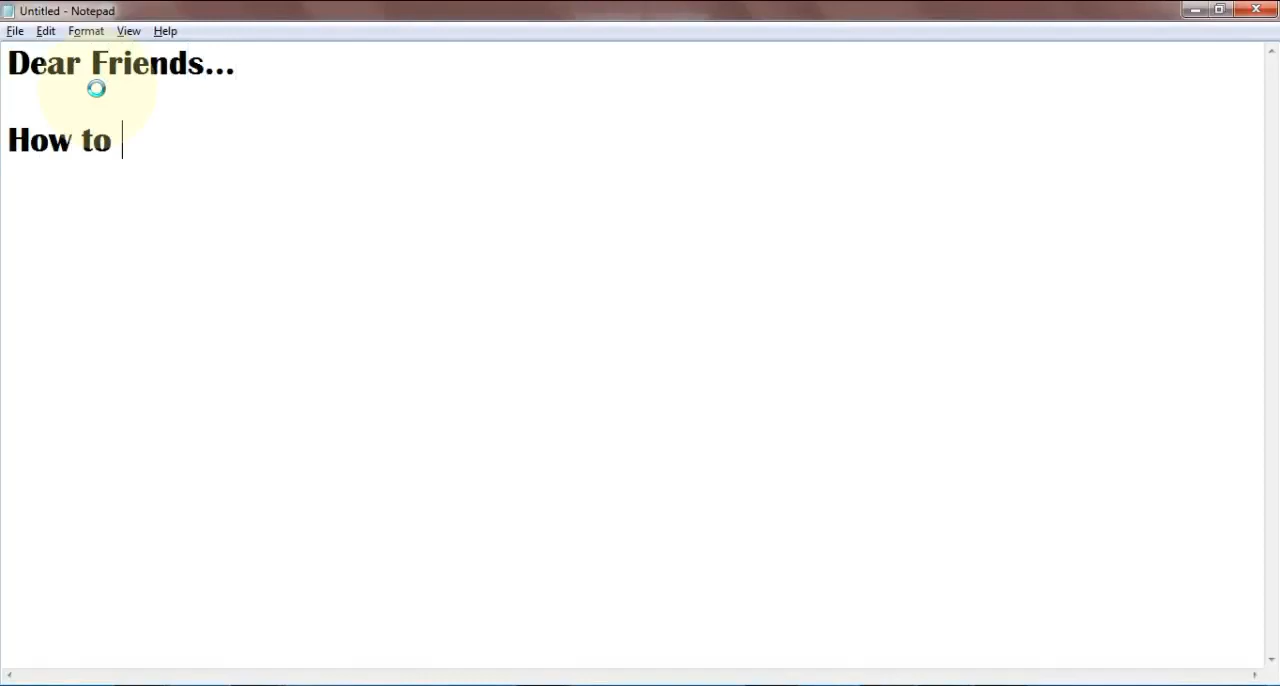 Untitled - Notepad
File Edit Format View Help
Dear Friends...
How to